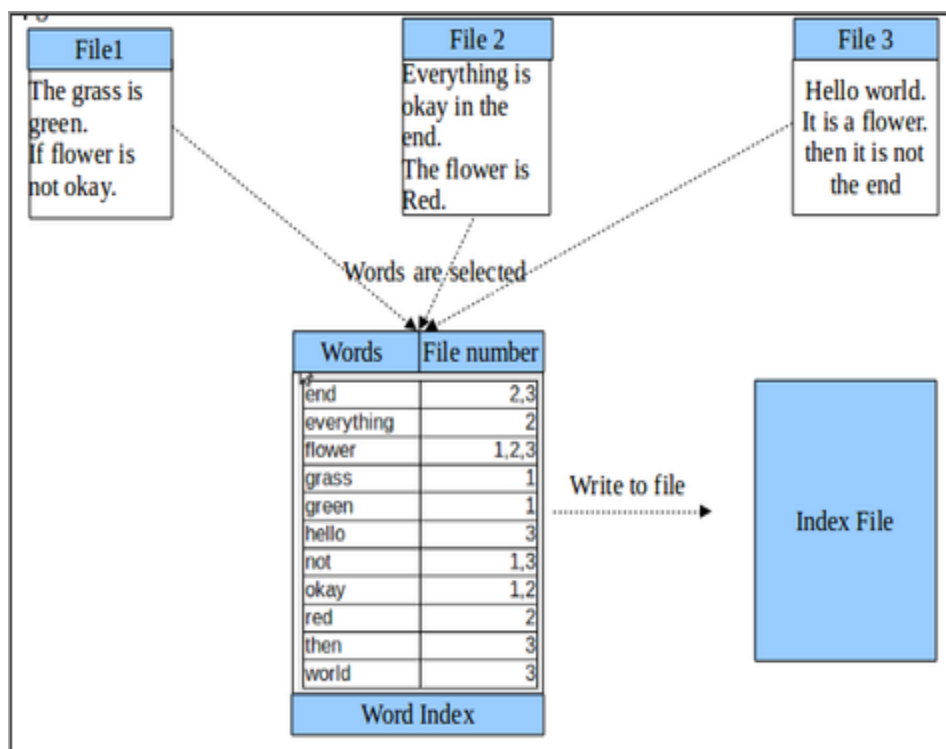 File1
The grass is
green.
If flower is
not okay.
File 2
Everything is
okay in the
end.
The flower is
Red.
File 3
Hello world.
It is a flower.
then it is not
the end
Words are selected
Words File number
end 2,3
everything 2
flower 1,2,3
grass 1
green 1
hello 3
not 1,3
okay 1,2
red 2
then 3
world 3
Word Index
Write to file
Index File